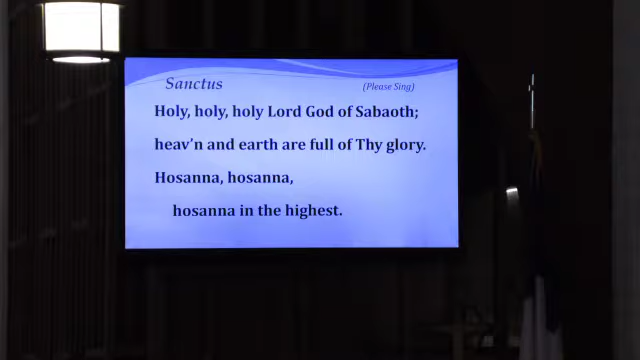 Sanctus (Please Sing)
Holy, holy, holy Lord God of Sabaoth;
heav'n and earth are full of Thy glory.
Hosanna, hosanna,
hosanna in the highest.